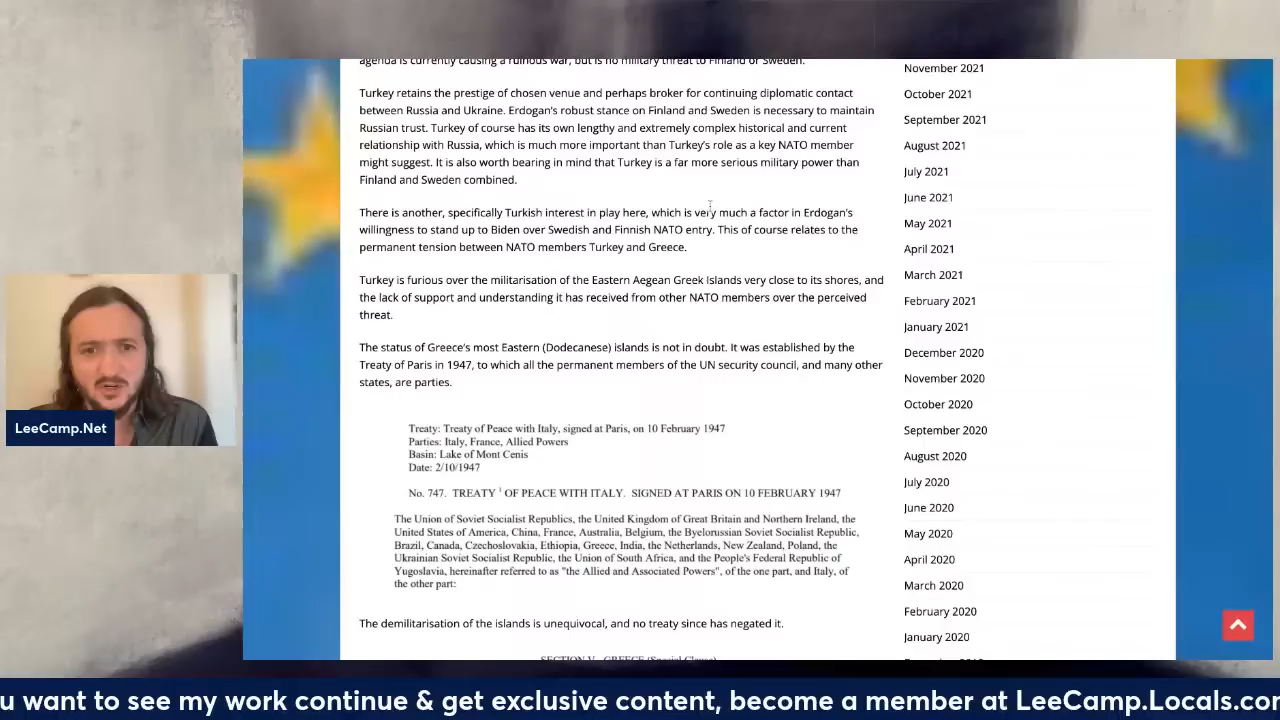 agenda is currently causing a ruinous war, but is no military threat to Finland or Sweden.
Turkey retains the prestige of chosen venue and perhaps broker for continuing diplomatic contact
between Russia and Ukraine. Erdogan's robust stance on Finland and Sweden is necessary to maintain
Russian trust. Turkey of course has its own lengthy and extremely complex historical and current
relationship with Russia, which is much more important than Turkey's role as a key NATO member
might suggest. It is also worth bearing in mind that Turkey is a far more serious military power than
Finland and Sweden combined.
There is another, specifically Turkish interest in play here, which is very much a factor in Erdogan's
willingness to stand up to Biden over Swedish and Finnish NATO entry. This of course relates to the
permanent tension between NATO members Turkey and Greece.
Turkey is furious over the militarisation of the Eastern Aegean Greek Islands very close to its shores, and
the lack of support and understanding it has received from other NATO members over the perceived
threat.
The status of Greece's most Eastern (Dodecanese) islands is not in doubt. It was established by the
Treaty of Paris in 1947, to which all the permanent members of the UN security council, and many other
states, are parties.
Treaty: Treaty of Peace with Italy, signed at Paris, on 10 February 1947
Parties: Italy, France, Allied Powers
Basin: Lake of Mont Cenis
Date: 2/10/1947
No. 747. TREATY 1 OF PEACE WITH ITALY. SIGNED AT PARIS ON 10 FEBRUARY 1947
The Union of Soviet Socialist Republics, the United Kingdom of Great Britain and Northern Ireland, the
United States of America, China, France, Australia, Belgium, the Byelorussian Soviet Socialist Republic,
Brazil, Canada, Czechoslovakia, Ethiopia, Greece, India, the Netherlands, New Zealand, Poland, the
Ukrainian Soviet Socialist Republic, the Union of South Africa, and the People's Federal Republic of
Yugoslavia, hereinafter referred to as "the Allied and Associated Powers", of the one part, and Italy, of
the other part:
The demilitarisation of the islands is unequivocal, and no treaty since has negated it.
SECTION V - GREECE (Special Clause)
November 2021
October 2021
September 2021
August 2021
July 2021
June 2021
May 2021
April 2021
March 2021
February 2021
January 2021
December 2020
November 2020
October 2020
September 2020
August 2020
July 2020
June 2020
May 2020
April 2020
March 2020
February 2020
January 2020
LeeCamp.Net
u want to see my work continue & get exclusive content, become a member at LeeCamp.Locals.con